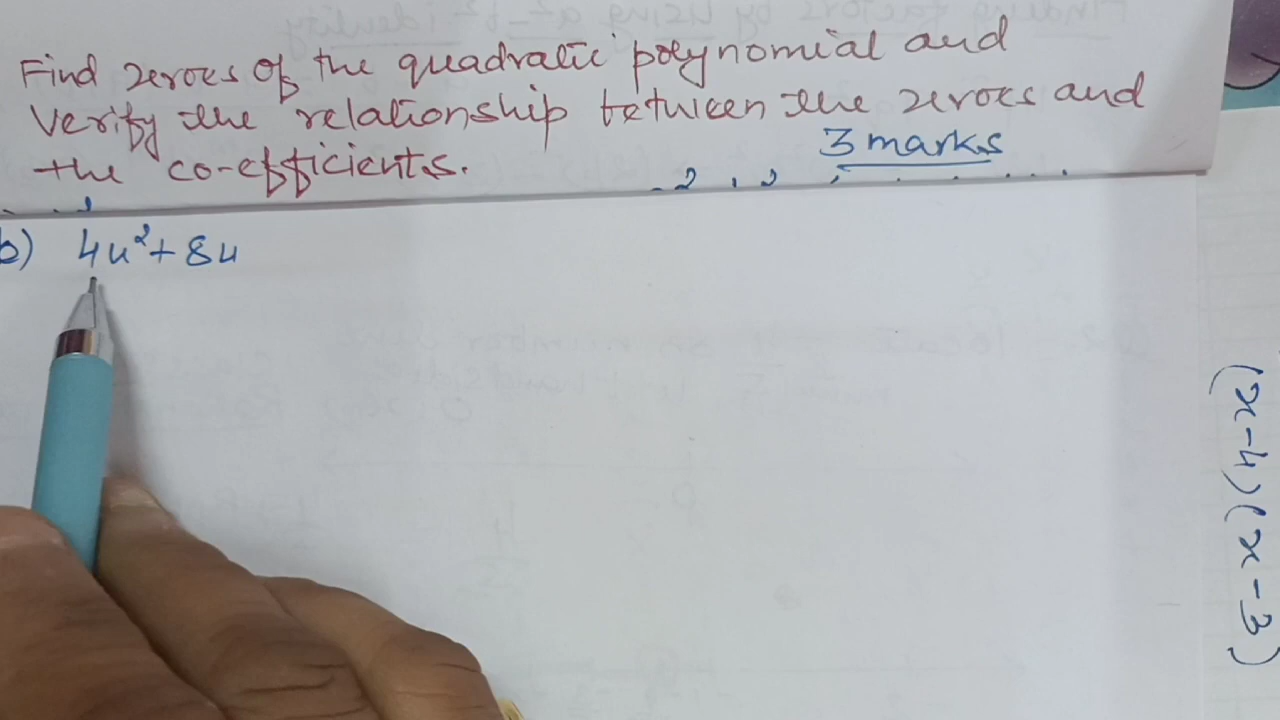 Find zeroes of the quadratic polynomial and
Verify the relationship between the zeroes and
the co-efficients.
3 marks
b) 4u²+8u
(x-4)(x-3)